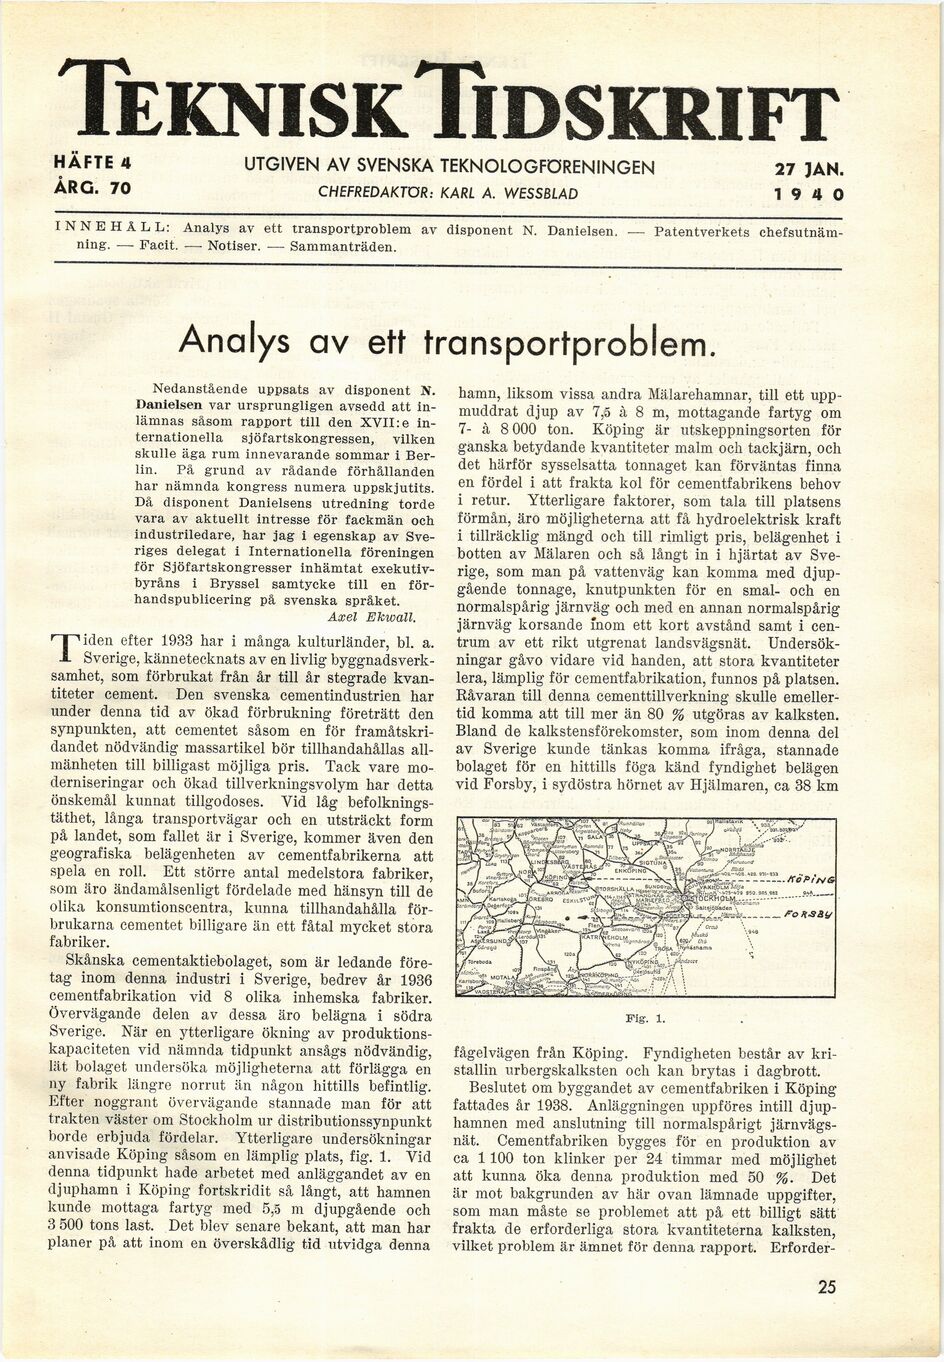 TEKNISK TIDSKRIFT
HÄFTE 4
ÅRG. 70
UTGIVEN AV SVENSKA TEKNOLOGFÖRENINGEN
CHEFREDAKTÖR: KARL A. WESSBLAD
27 JAN.
1940
INNEHÅLL: Analys av ett transportproblem av disponent N. Danielsen. — Patentverkets chefsutnäm-
ning. — Facit. — Notiser. — Sammanträden.
Analys av ett transportproblem.
Nedanstående uppsats av disponent N.
Danielsen var ursprungligen avsedd att in-
lämnas såsom rapport till den XVII:e in-
ternationella sjöfartskongressen, vilken
skulle äga rum innevarande sommar i Ber-
lin. På grund av rådande förhållanden
har nämnda kongress numera uppskjutits.
Då disponent Danielsens utredning torde
vara av aktuellt intresse för fackmän och
industriledare, har jag i egenskap av Sve-
riges delegat i Internationella föreningen
för Sjöfartskongresser inhämtat exekutiv-
byråns i Bryssel samtycke till en för-
handspublicering på svenska språket.
Axel Ekwall.
Tiden efter 1933 har i många kulturländer, bl. a.
Sverige, kännetecknats av en livlig byggnadsverk-
samhet, som förbrukat från år till år stegrade kvan-
titeter cement. Den svenska cementindustrien har
under denna tid av ökad förbrukning företrätt den
synpunkten, att cementet såsom en för framåtskri-
dandet nödvändig massartikel bör tillhandahållas all-
mänheten till billigast möjliga pris. Tack vare mo-
derniseringar och ökad tillverkningsvolym har detta
önskemål kunnat tillgodoses. Vid låg befolknings-
täthet, långa transportvägar och en utsträckt form
på landet, som fallet är i Sverige, kommer även den
geografiska belägenheten av cementfabrikerna att
spela en roll. Ett större antal medelstora fabriker,
som äro ändamålsenligt fördelade med hänsyn till de
olika konsumtionscentra, kunna tillhandahålla för-
brukarna cementet billigare än ett fåtal mycket stora
fabriker.
Skånska cementaktiebolaget, som är ledande före-
tag inom denna industri i Sverige, bedrev år 1936
cementfabrikation vid 8 olika inhemska fabriker.
Övervägande delen av dessa äro belägna i södra
Sverige. När en ytterligare ökning av produktions-
kapaciteten vid nämnda tidpunkt ansågs nödvändig,
lät bolaget undersöka möjligheterna att förlägga en
ny fabrik längre norrut än någon hittills befintlig.
Efter noggrant övervägande stannade man för att
trakten väster om Stockholm ur distributionssynpunkt
borde erbjuda fördelar. Ytterligare undersökningar
anvisade Köping såsom en lämplig plats, fig. 1. Vid
denna tidpunkt hade arbetet med anläggandet av en
djuphamn i Köping fortskridit så långt, att hamnen
kunde mottaga fartyg med 5,5 m djupgående och
3 500 tons last. Det blev senare bekant, att man har
planer på att inom en överskådlig tid utvidga denna
hamn, liksom vissa andra Mälarehamnar, till ett upp-
muddrat djup av 7,5 à 8 m, mottagande fartyg om
7- à 8 000 ton. Köping är utskeppningsorten för
ganska betydande kvantiteter malm och tackjärn, och
det härför sysselsatta tonnaget kan förväntas finna
en fördel i att frakta kol för cementfabrikens behov
i retur. Ytterligare faktorer, som tala till platsens
förmån, äro möjligheterna att få hydroelektrisk kraft
i tillräcklig mängd och till rimligt pris, belägenhet i
botten av Mälaren och så långt in i hjärtat av Sve-
rige, som man på vattenväg kan komma med djup-
gående tonnage, knutpunkten för en smal- och en
normalspårig järnväg och med en annan normalspårig
järnväg korsande inom ett kort avstånd samt i cen-
trum av ett rikt utgrenat landsvägsnät. Undersök-
ningar gåvo vidare vid handen, att stora kvantiteter
lera, lämplig för cementfabrikation, funnos på platsen.
Råvaran till denna cementtillverkning skulle emeller-
tid komma att till mer än 80 % utgöras av kalksten.
Bland de kalkstensförekomster, som inom denna del
av Sverige kunde tänkas komma ifråga, stannade
bolaget för en hittills föga känd fyndighet belägen
vid Forsby, i sydöstra hörnet av Hjälmaren, ca 38 km
SALA
UPPSALA
NORRTÄLJE
SIGTUNA
VÄSTERÅS
ENKÖPING
KÖPING
LINDESBERG
NORA
ÖREBRO
VAXHOLM
STOCKHOLM
KÖPING
FORSBY
ASKERSUND
KATRINEHOLM
TROSA
NYKÖPING
MOTALA
NORRKÖPING
VADSTENA
Fig. 1.
fågelvägen från Köping. Fyndigheten består av kri-
stallin urbergskalksten och kan brytas i dagbrott.
Beslutet om byggandet av cementfabriken i Köping
fattades år 1938. Anläggningen uppföres intill djup-
hamnen med anslutning till normalspårigt järnvägs-
nät. Cementfabriken bygges för en produktion av
ca 1 100 ton klinker per 24 timmar med möjlighet
att kunna öka denna produktion med 50 %. Det
är mot bakgrunden av här ovan lämnade uppgifter,
som man måste se problemet att på ett billigt sätt
frakta de erforderliga stora kvantiteterna kalksten,
vilket problem är ämnet för denna rapport. Erforder-
25